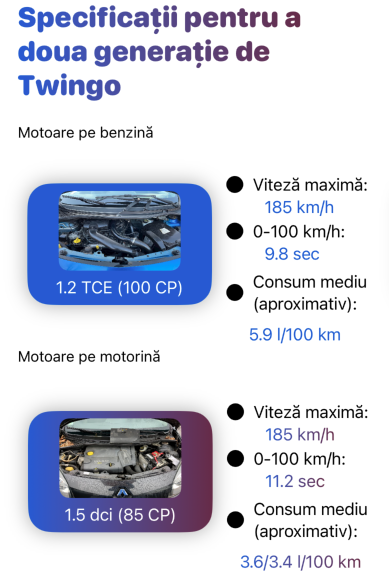 Specificații pentru a
doua generație de
Twingo
Motoare pe benzină
1.2 TCE (100 CP)
Viteză maximă:
185 km/h
0-100 km/h:
9.8 sec
Consum mediu
(aproximativ):
5.9 l/100 km
Motoare pe motorină
1.5 dci (85 CP)
Viteză maximă:
185 km/h
0-100 km/h:
11.2 sec
Consum mediu
(aproximativ):
3.6/3.4 l/100 km